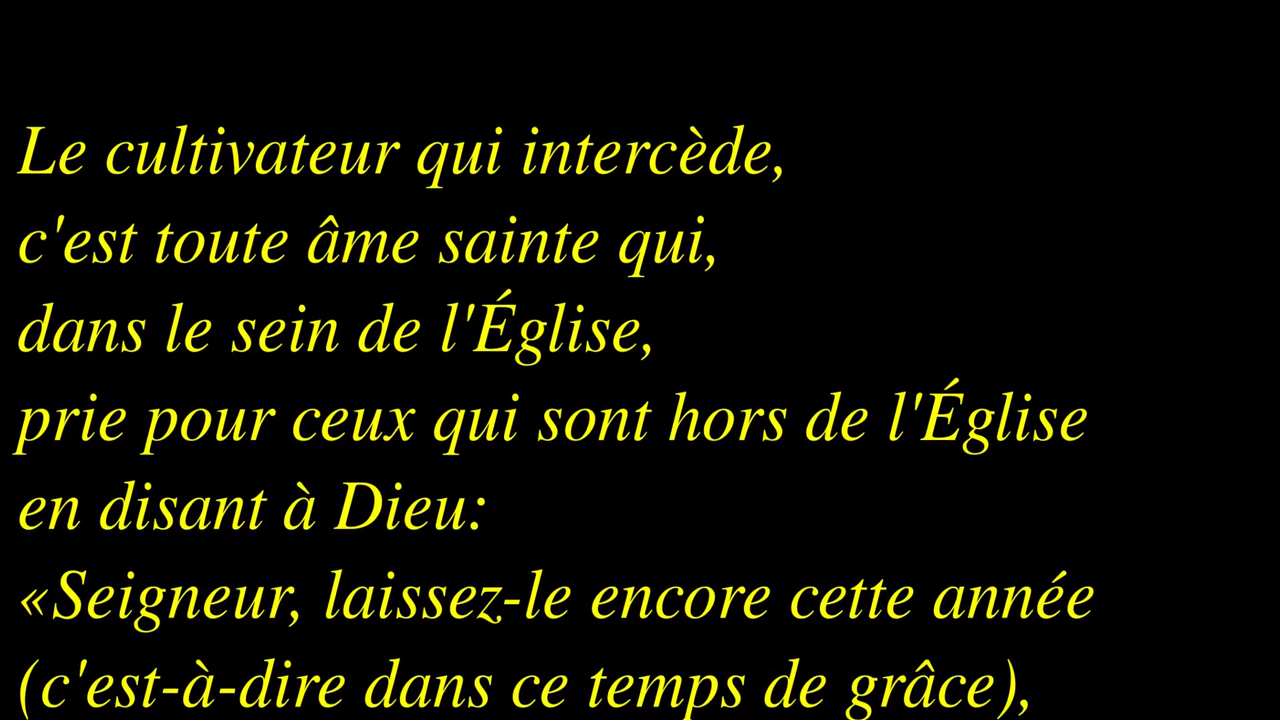 Le cultivateur qui intercède,
c'est toute âme sainte qui,
dans le sein de l'Église,
prie pour ceux qui sont hors de l'Église
en disant à Dieu:
«Seigneur, laissez-le encore cette année
(c'est-à-dire dans ce temps de grâce),